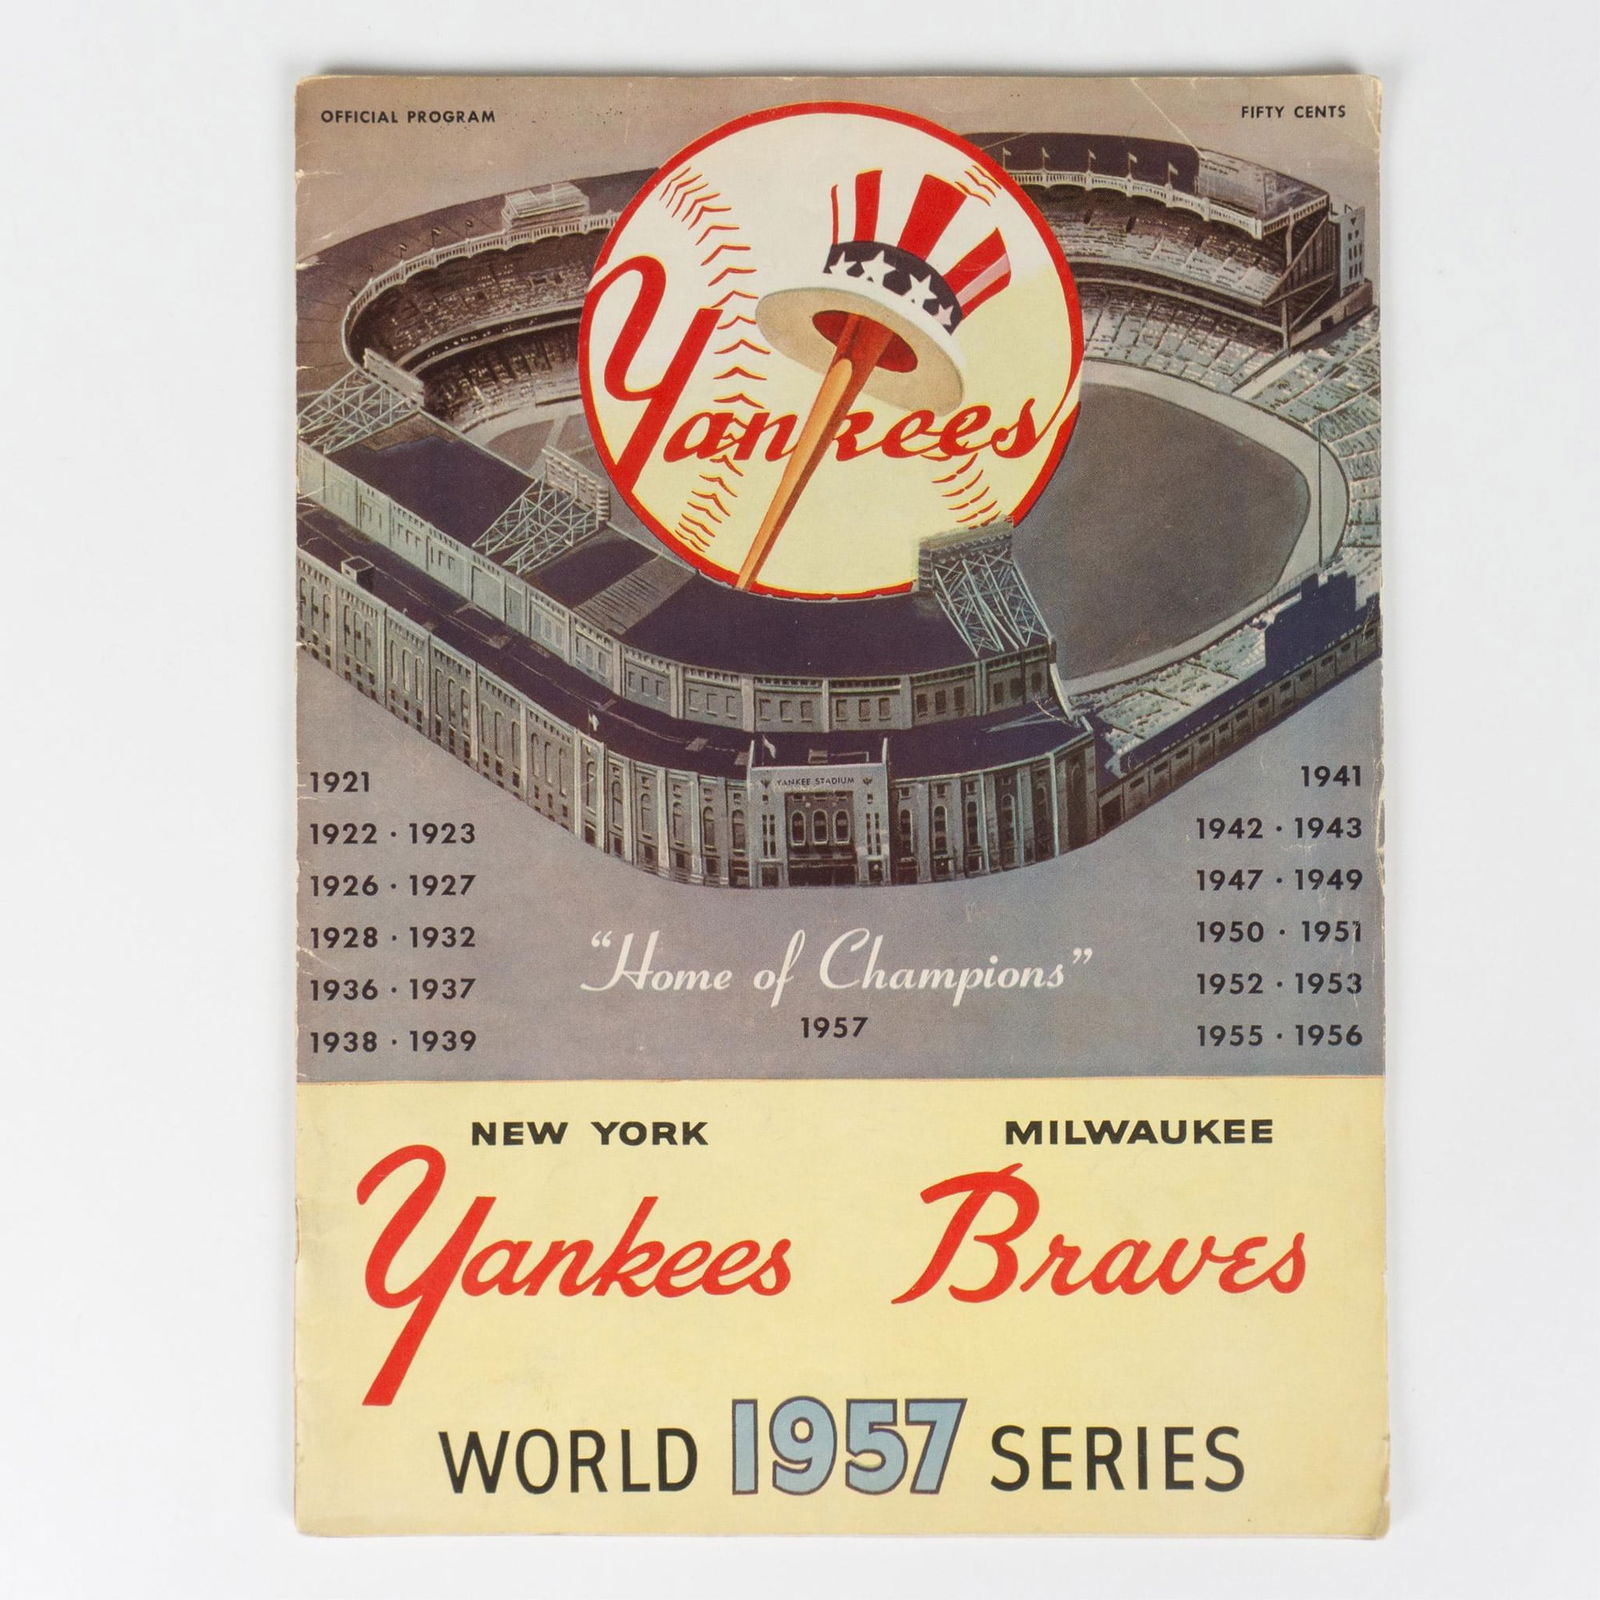 OFFICIAL PROGRAM
FIFTY CENTS
Yankees
YANKEE STADIUM
1921
1922 · 1923
1926 · 1927
1928 · 1932
1936 · 1937
1938 · 1939
1941
1942 · 1943
1947 · 1949
1950 · 1951
1952 · 1953
1955 · 1956
“Home of Champions”
1957
NEW YORK
Yankees
MILWAUKEE
Braves
WORLD 1957 SERIES